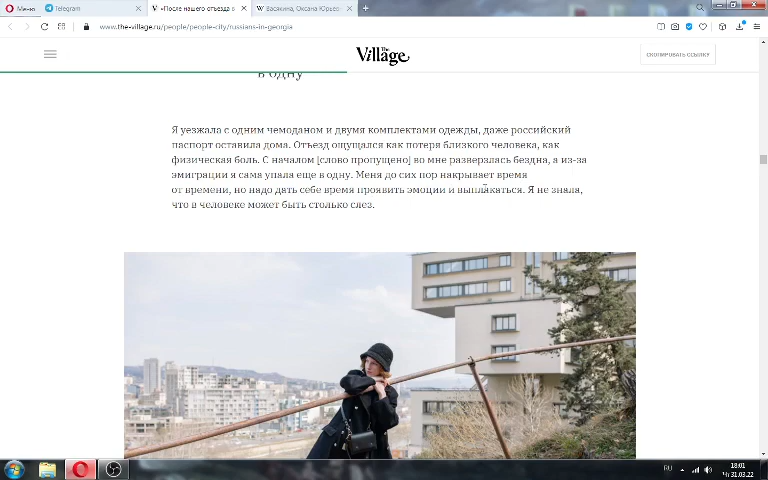 Меню
Telegram
«После нашего отъезда в
Васякина, Оксана Юрьев
www.the-village.ru/people/people-city/russians-in-georgia
The Village
СКОПИРОВАТЬ ССЫЛКУ
в одну
Я уезжала с одним чемоданом и двумя комплектами одежды, даже российский
паспорт оставила дома. Отъезд ощущался как потеря близкого человека, как
физическая боль. С началом [слово пропущено] во мне разверзлась бездна, а из-за
эмиграции я сама упала еще в одну. Меня до сих пор накрывает время
от времени, но надо дать себе время проявить эмоции и выплакаться. Я не знала,
что в человеке может быть столько слез.
RU
18:01
Чт 31.03.22